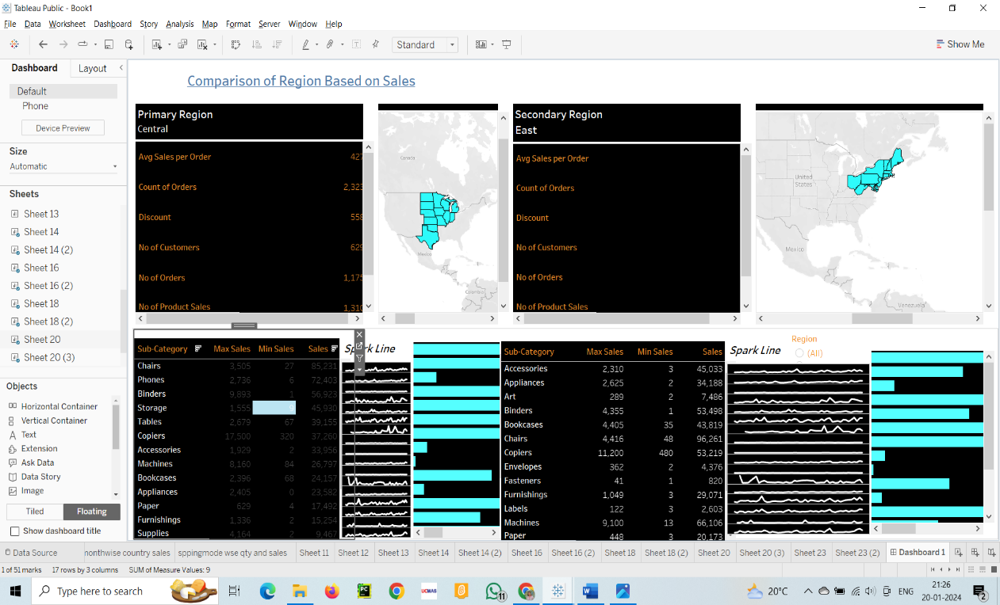 Tableau Public - Book1
File Data Worksheet Dashboard Story Analysis Map Format Server Window Help
Standard
Show Me
Dashboard Layout
Default
Phone
Device Preview
Size
Automatic
Sheets
Sheet 13
Sheet 14
Sheet 14 (2)
Sheet 16
Sheet 16 (2)
Sheet 18
Sheet 18 (2)
Sheet 20
Sheet 20 (3)
Objects
Horizontal Container
Vertical Container
Text
Extension
Ask Data
Data Story
Image
Tiled Floating
Show dashboard title
Comparison of Region Based on Sales
Primary Region
Central
Avg Sales per Order 427
Count of Orders 2,323
Discount 558
No of Customers 629
No of Orders 1,175
No of Product Sales 1,310
Canada
Mexico
Colombia
Secondary Region
East
Avg Sales per Order
Count of Orders
Discount
No of Customers
No of Orders
No of Product Sales
United
States
Mexico
Venezuela
Sub-Category Max Sales Min Sales Sales
Chairs 3,505 27 85,231
Phones 2,736 6 72,403
Binders 9,893 1 56,923
Storage 1,555 45,930
Tables 2,679 67 39,155
Copiers 17,500 320 37,260
Accessories 1,929 2 33,956
Machines 8,160 84 26,797
Bookcases 2,396 68 24,157
Appliances 2,405 0 23,582
Paper 629 4 17,492
Furnishings 1,336 2 15,254
Supplies 4,164 2 9,467
Spark Line
Sub-Category Max Sales Min Sales Sales
Accessories 2,310 3 45,033
Appliances 2,625 2 34,188
Art 289 2 7,486
Binders 4,355 1 53,498
Bookcases 4,405 35 43,819
Chairs 4,416 48 96,261
Copiers 11,200 480 53,219
Envelopes 362 2 4,376
Fasteners 41 1 820
Furnishings 1,049 3 29,071
Labels 122 3 2,603
Machines 9,100 13 66,106
Paper 448 3 20,173
Spark Line
Region
(All)
Data Source onthwise country sales sppingmode wse qty and sales Sheet 11 Sheet 12 Sheet 13 Sheet 14 Sheet 14 (2) Sheet 16 Sheet 16 (2) Sheet 18 Sheet 18 (2) Sheet 20 Sheet 20 (3) Sheet 23 Sheet 23 (2) Dashboard 1
1 of 51 marks 17 rows by 3 columns SUM of Measure Values: 9
Type here to search
PC
UCMAS
11
W
20°C
ENG
21:26
20-01-2024
2